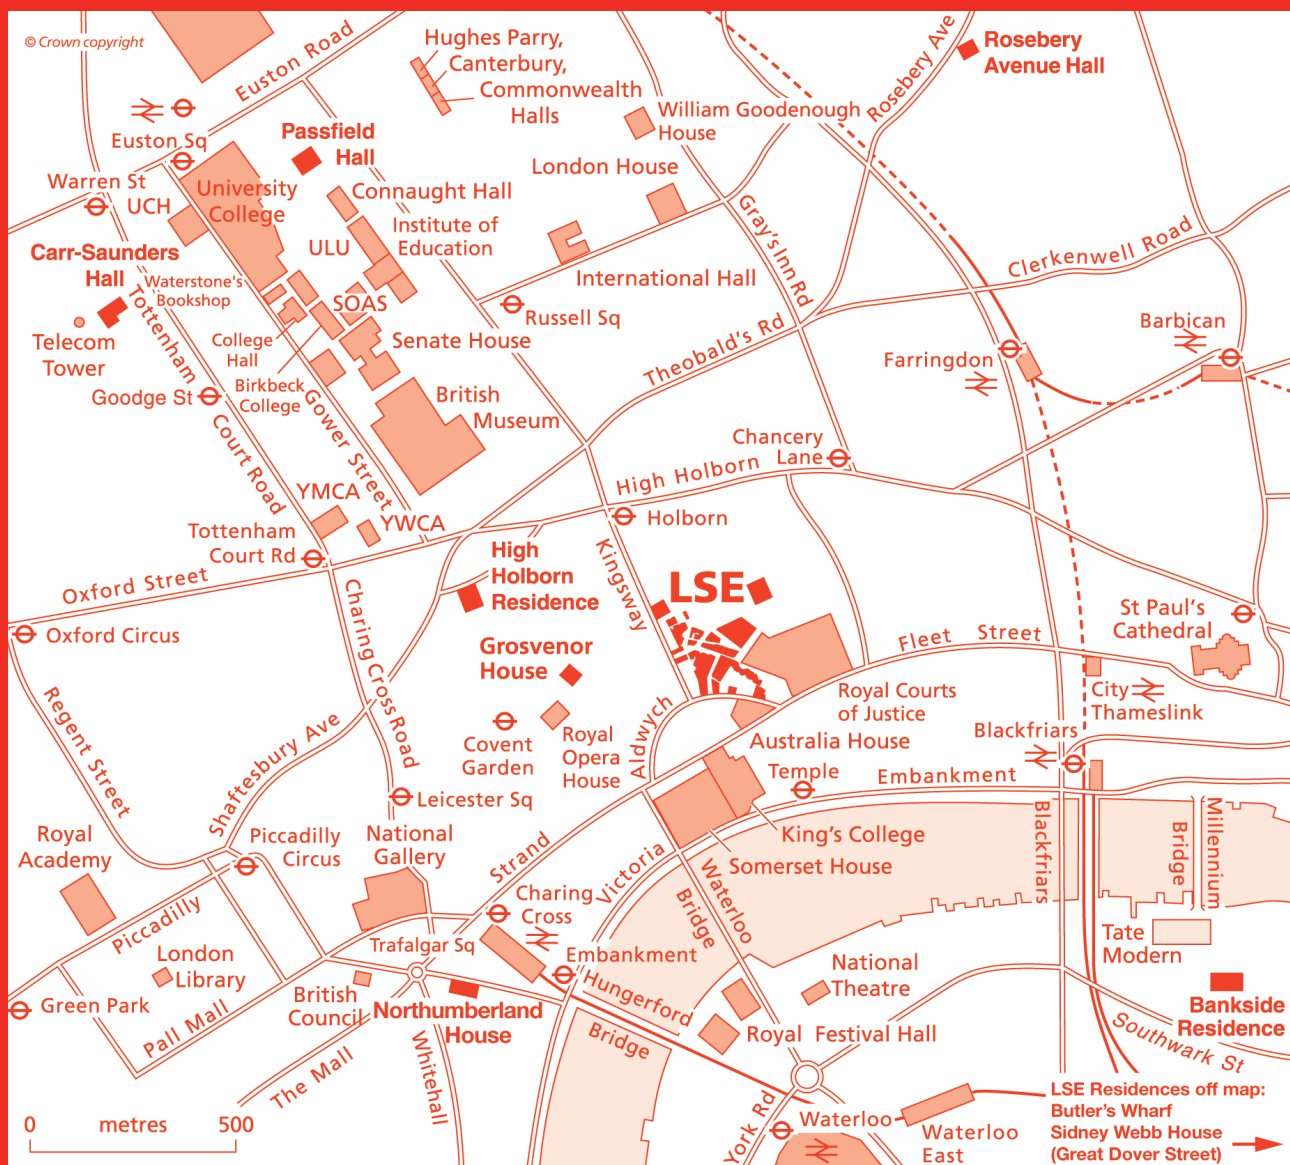 © Crown copyright
Euston Road
Hughes Parry,
Canterbury,
Commonwealth
Halls
Rosebery Ave
Rosebery
Avenue Hall
William Goodenough
House
Euston Sq
Passfield
Hall
London House
Warren St
UCH
University
College
Connaught Hall
Institute of
Education
ULU
Gray's Inn Rd
Clerkenwell Road
Carr-Saunders
Hall
Waterstone's
Bookshop
International Hall
SOAS
Russell Sq
Barbican
Telecom
Tower
Tottenham
Court Road
College
Hall
Senate House
Theobald's Rd
Farringdon
Birkbeck
College
Goodge St
Gower Street
British
Museum
Chancery
Lane
High Holborn
YMCA
YWCA
Holborn
Tottenham
Court Rd
High
Holborn
Residence
Kingsway
LSE
Oxford Street
Charing Cross Road
Oxford Circus
Grosvenor
House
Fleet Street
St Paul's
Cathedral
Regent Street
Shaftesbury Ave
Covent
Garden
Royal
Opera
House
Aldwych
Royal Courts
of Justice
City
Thameslink
Australia House
Blackfriars
Temple
Embankment
Leicester Sq
Royal
Academy
Piccadilly
Circus
National
Gallery
Strand
Victoria
King's College
Somerset House
Blackfriars
Millennium
Bridge
Waterloo
Bridge
Charing
Cross
Piccadilly
Trafalgar Sq
London
Library
Embankment
Tate
Modern
National
Theatre
Green Park
Pall Mall
British
Council
Northumberland
House
Hungerford
Bridge
Royal Festival Hall
Bankside
Residence
Southwark St
The Mall
Whitehall
0 metres 500
York Rd
Waterloo
Waterloo
East
LSE Residences off map:
Butler's Wharf
Sidney Webb House
(Great Dover Street)